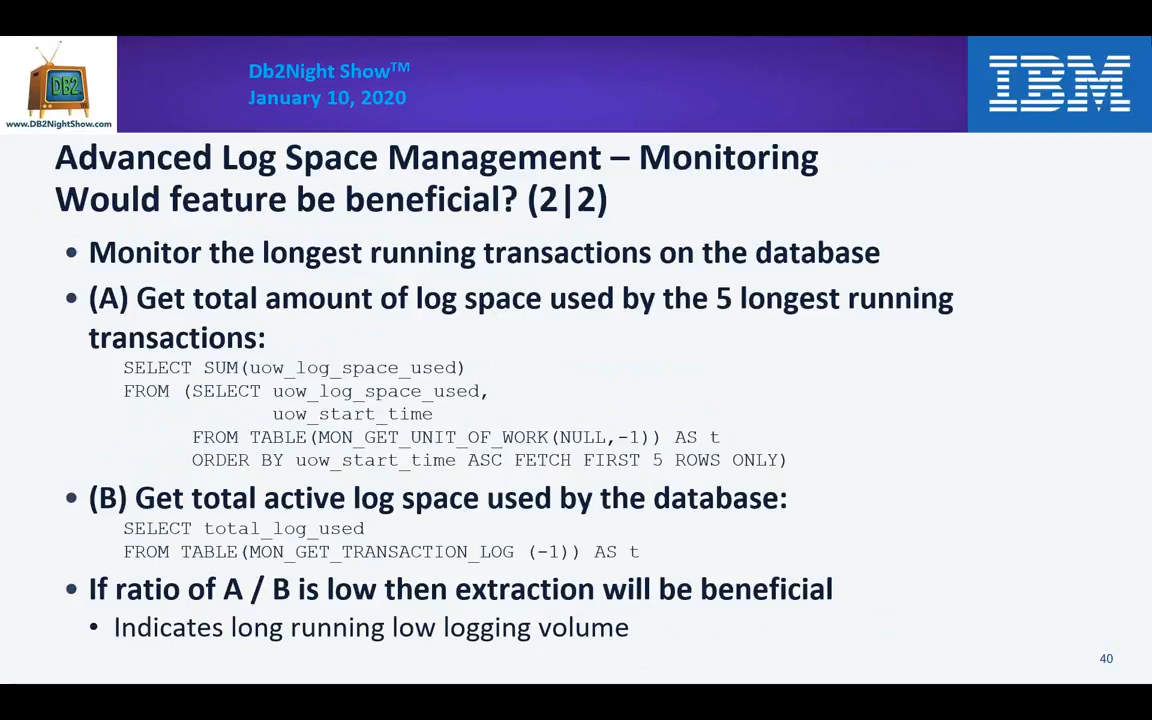 DB2
www.DB2NightShow.com
Db2Night Show™
January 10, 2020
IBM
Advanced Log Space Management – Monitoring
Would feature be beneficial? (2|2)
• Monitor the longest running transactions on the database
• (A) Get total amount of log space used by the 5 longest running
transactions:
SELECT SUM(uow_log_space_used)
FROM (SELECT uow_log_space_used,
uow_start_time
FROM TABLE(MON_GET_UNIT_OF_WORK(NULL,-1)) AS t
ORDER BY uow_start_time ASC FETCH FIRST 5 ROWS ONLY)
• (B) Get total active log space used by the database:
SELECT total_log_used
FROM TABLE(MON_GET_TRANSACTION_LOG (-1)) AS t
• If ratio of A / B is low then extraction will be beneficial
• Indicates long running low logging volume
40